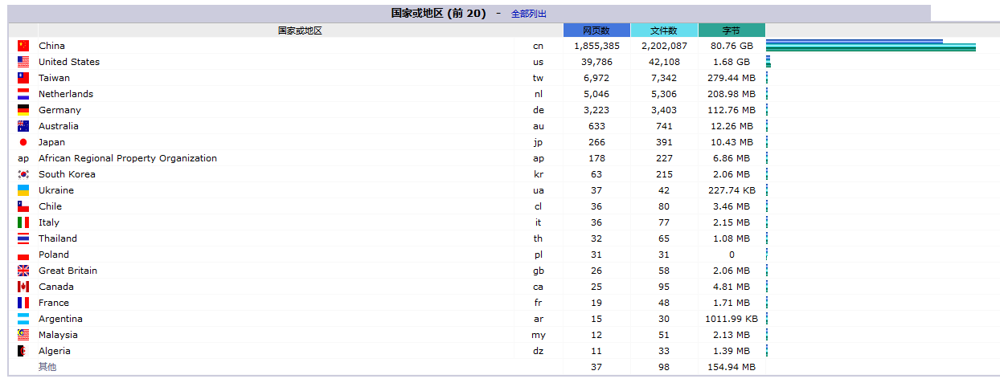 国家或地区 (前 20) - 全部列出
国家或地区 网页数 文件数 字节
China cn 1,855,385 2,202,087 80.76 GB
United States us 39,786 42,108 1.68 GB
Taiwan tw 6,972 7,342 279.44 MB
Netherlands nl 5,046 5,306 208.98 MB
Germany de 3,223 3,403 112.76 MB
Australia au 633 741 12.26 MB
Japan jp 266 391 10.43 MB
ap African Regional Property Organization ap 178 227 6.86 MB
South Korea kr 63 215 2.06 MB
Ukraine ua 37 42 227.74 KB
Chile cl 36 80 3.46 MB
Italy it 36 77 2.15 MB
Thailand th 32 65 1.08 MB
Poland pl 31 31 0
Great Britain gb 26 58 2.06 MB
Canada ca 25 95 4.81 MB
France fr 19 48 1.71 MB
Argentina ar 15 30 1011.99 KB
Malaysia my 12 51 2.13 MB
Algeria dz 11 33 1.39 MB
其他 37 98 154.94 MB